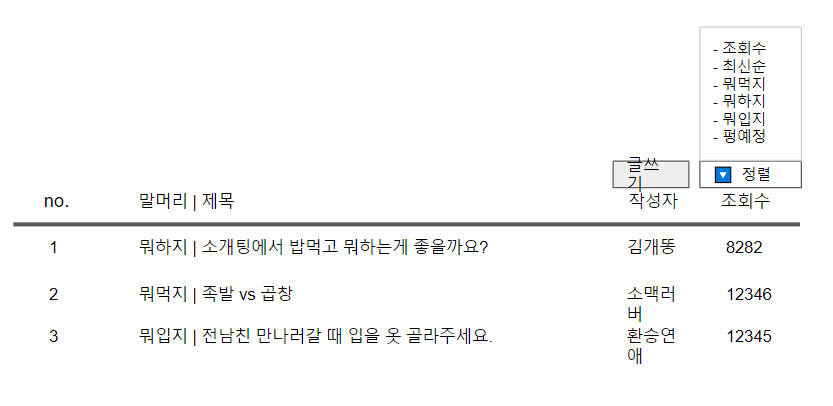 - 조회수
- 최신순
- 뭐먹지
- 뭐하지
- 뭐입지
- 펑예정
글쓰
기
정렬
no. 말머리 | 제목 작성자 조회수
1 뭐하지 | 소개팅에서 밥먹고 뭐하는게 좋을까요? 김개똥 8282
2 뭐먹지 | 족발 vs 곱창 소맥러 12346
버
3 뭐입지 | 전남친 만나러갈 때 입을 옷 골라주세요. 환승연 12345
애